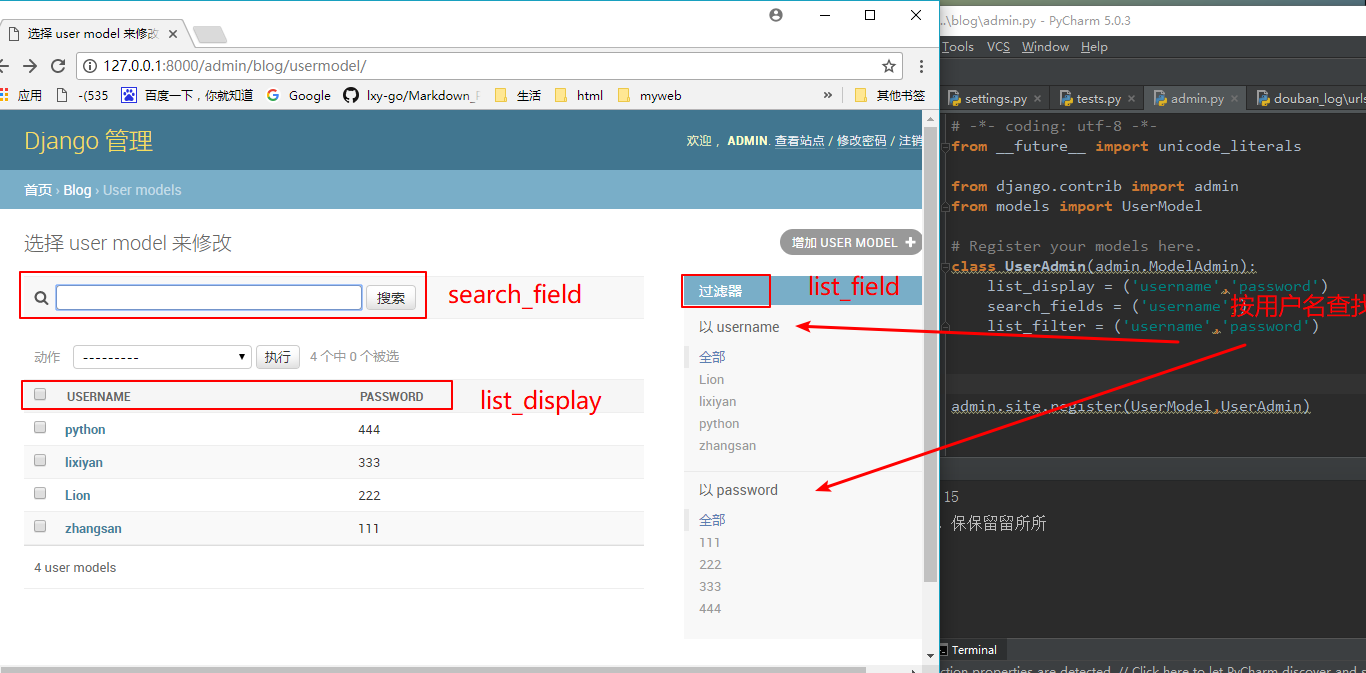 选择 user model 来修改
127.0.0.1:8000/admin/blog/usermodel/
应用 -(535 百度一下，你就知道 Google lxy-go/Markdown_ 生活 html myweb » 其他书签
Django 管理
欢迎， ADMIN. 查看站点 / 修改密码 / 注销
首页 › Blog › User models
选择 user model 来修改
增加 USER MODEL +
搜索
search_field
动作 --------- 执行 4 个中 0 个被选
USERNAME PASSWORD
list_display
python 444
lixiyan 333
Lion 222
zhangsan 111
4 user models
过滤器
list_field
以 username
全部
Lion
lixiyan
python
zhangsan
以 password
全部
111
222
333
444
..\blog\admin.py - PyCharm 5.0.3
Tools VCS Window Help
settings.py tests.py admin.py douban_log\urls
# -*- coding: utf-8 -*-
from __future__ import unicode_literals
from django.contrib import admin
from models import UserModel
# Register your models here.
class UserAdmin(admin.ModelAdmin):
list_display = ('username','password')
search_fields = ('username'
按用户名查找
list_filter = ('username','password')
admin.site.register(UserModel,UserAdmin)
15
保保留留所所
Terminal
ction properties are detected. // Click here to let PyCharm discover and s